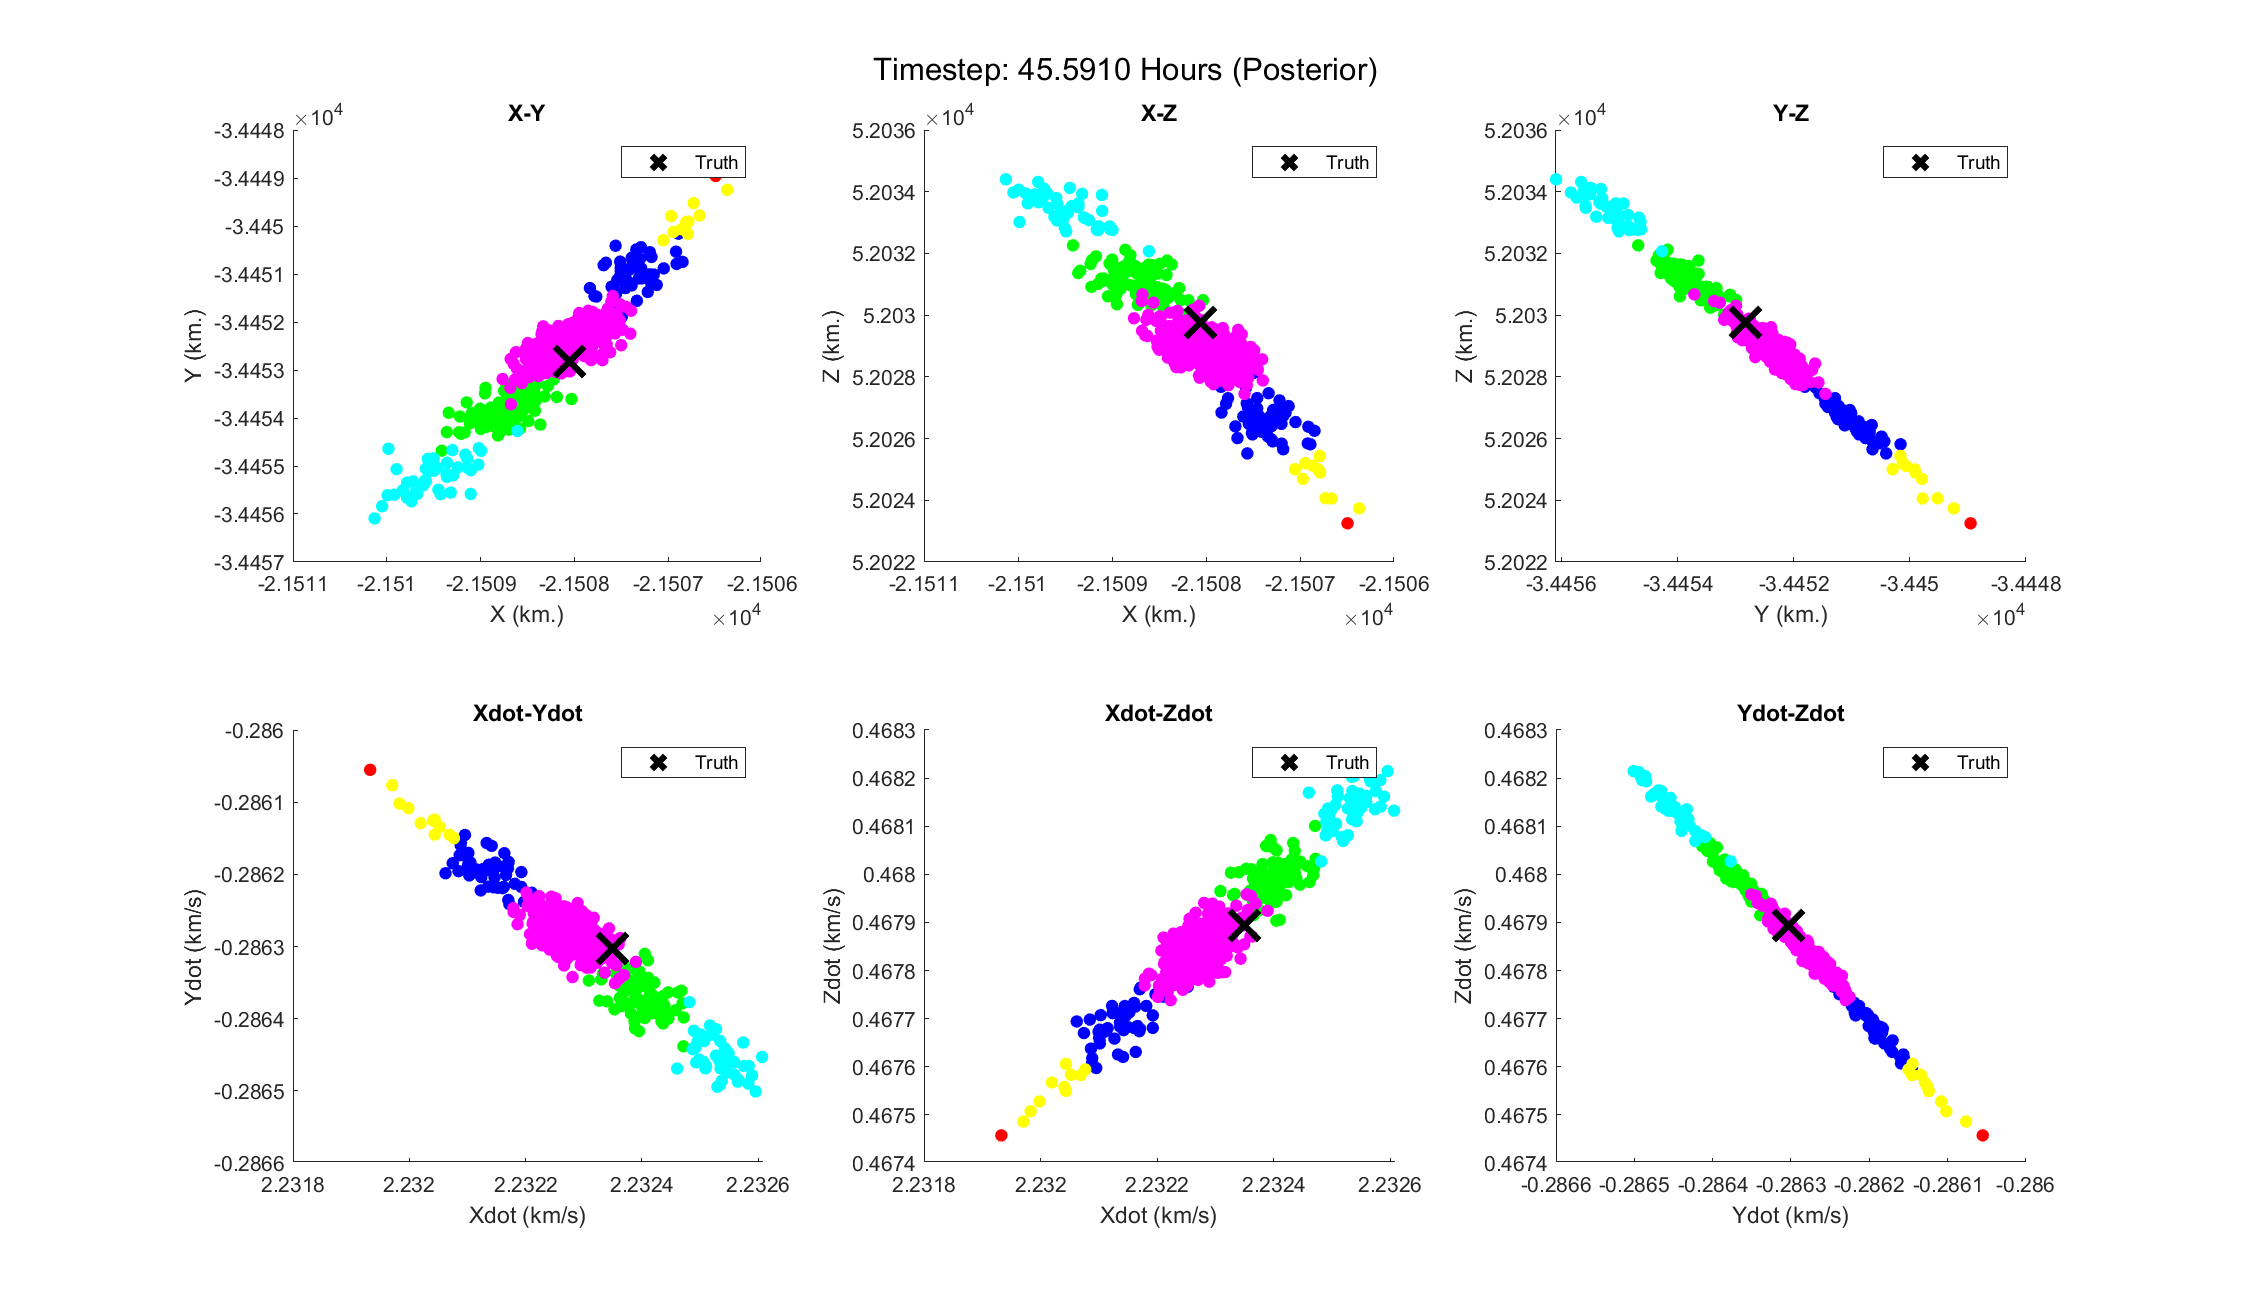 Timestep: 45.5910 Hours (Posterior)
X-Y
×10^4
-3.4448
-3.4449
-3.445
-3.4451
-3.4452
-3.4453
-3.4454
-3.4455
-3.4456
-3.4457
Y (km.)
Truth
-2.1511 -2.151 -2.1509 -2.1508 -2.1507 -2.1506
X (km.)
×10^4
X-Z
×10^4
5.2036
5.2034
5.2032
5.203
5.2028
5.2026
5.2024
5.2022
Z (km.)
Truth
-2.1511 -2.151 -2.1509 -2.1508 -2.1507 -2.1506
X (km.)
×10^4
Y-Z
×10^4
5.2036
5.2034
5.2032
5.203
5.2028
5.2026
5.2024
5.2022
Z (km.)
Truth
-3.4456 -3.4454 -3.4452 -3.445 -3.4448
Y (km.)
×10^4
Xdot-Ydot
-0.286
-0.2861
-0.2862
-0.2863
-0.2864
-0.2865
-0.2866
Ydot (km/s)
Truth
2.2318 2.232 2.2322 2.2324 2.2326
Xdot (km/s)
Xdot-Zdot
0.4683
0.4682
0.4681
0.468
0.4679
0.4678
0.4677
0.4676
0.4675
0.4674
Zdot (km/s)
Truth
2.2318 2.232 2.2322 2.2324 2.2326
Xdot (km/s)
Ydot-Zdot
0.4683
0.4682
0.4681
0.468
0.4679
0.4678
0.4677
0.4676
0.4675
0.4674
Zdot (km/s)
Truth
-0.2866 -0.2865 -0.2864 -0.2863 -0.2862 -0.2861 -0.286
Ydot (km/s)